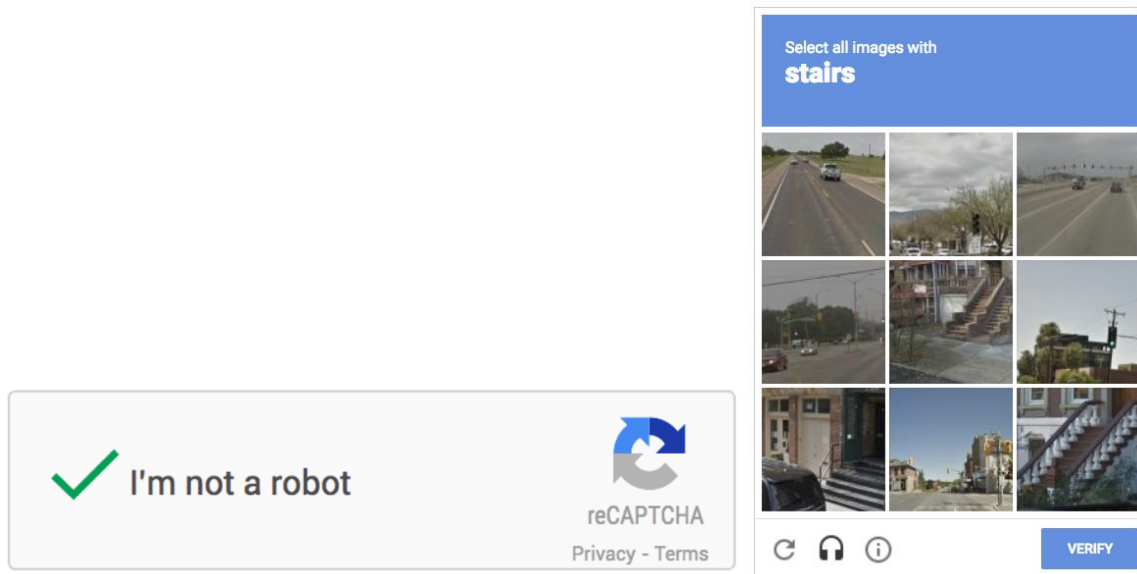 I'm not a robot
reCAPTCHA
Privacy - Terms
Select all images with
stairs
VERIFY